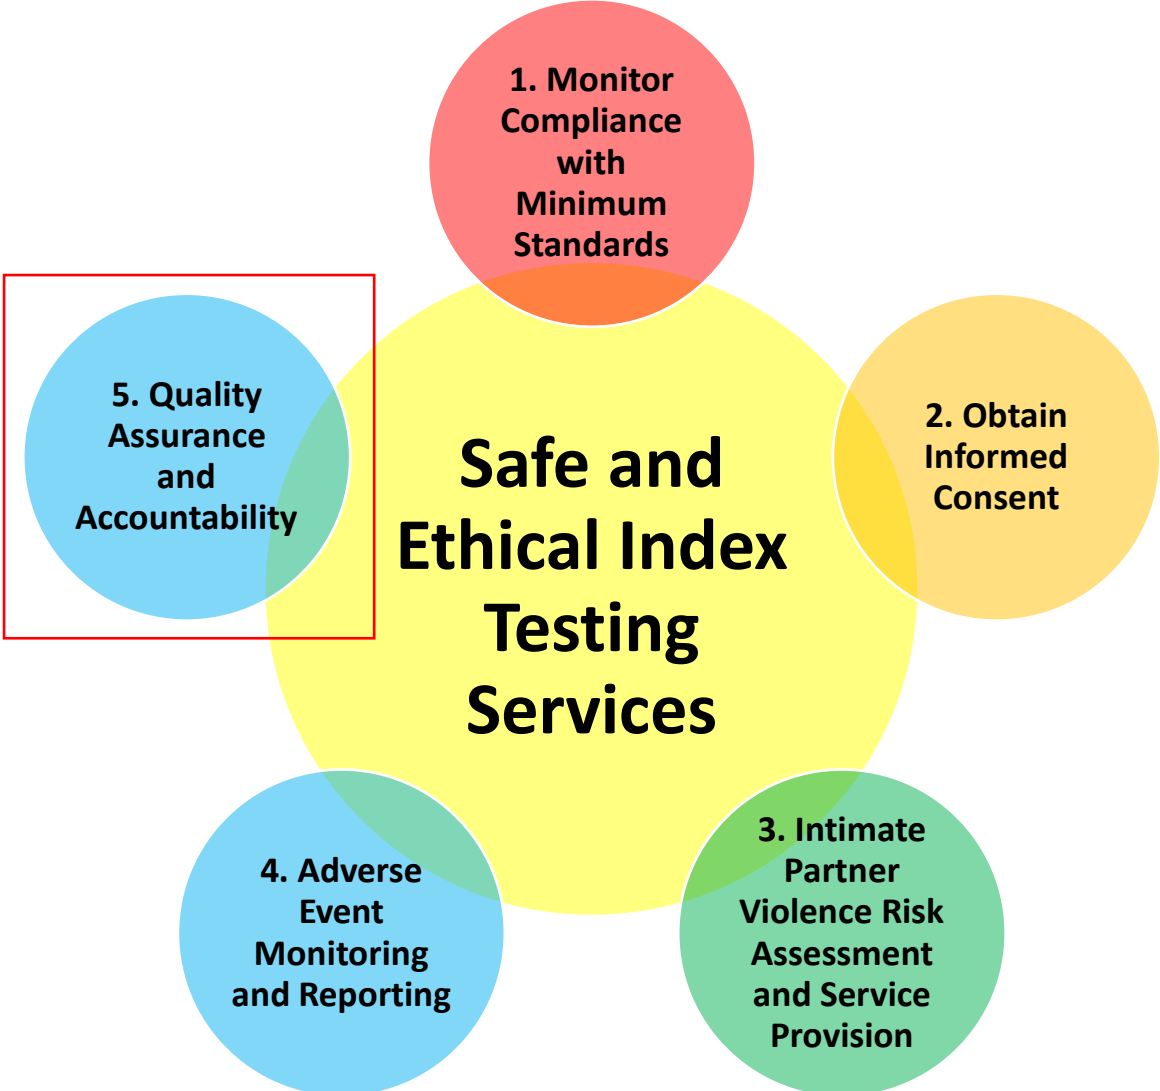 1. Monitor
Compliance
with
Minimum
Standards
2. Obtain
Informed
Consent
3. Intimate
Partner
Violence Risk
Assessment
and Service
Provision
4. Adverse
Event
Monitoring
and Reporting
5. Quality
Assurance
and
Accountability
Safe and
Ethical Index
Testing
Services